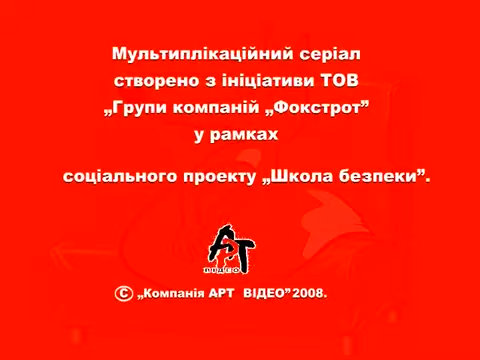 Мультиплікаційний серіал
створено з ініціативи ТОВ
„Групи компаній „Фокстрот”
у рамках
соціального проекту „Школа безпеки”.
АРТ
ВІДЕО
© „Компанія АРТ ВІДЕО”2008.